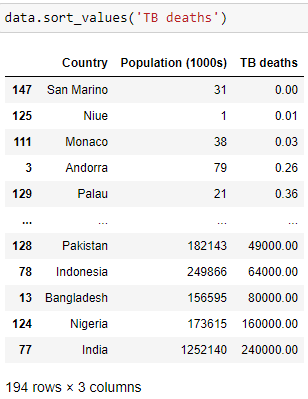 data.sort_values('TB deaths')
Country Population (1000s) TB deaths
147 San Marino 31 0.00
125 Niue 1 0.01
111 Monaco 38 0.03
3 Andorra 79 0.26
129 Palau 21 0.36
... ... ... ...
128 Pakistan 182143 49000.00
78 Indonesia 249866 64000.00
13 Bangladesh 156595 80000.00
124 Nigeria 173615 160000.00
77 India 1252140 240000.00
194 rows × 3 columns